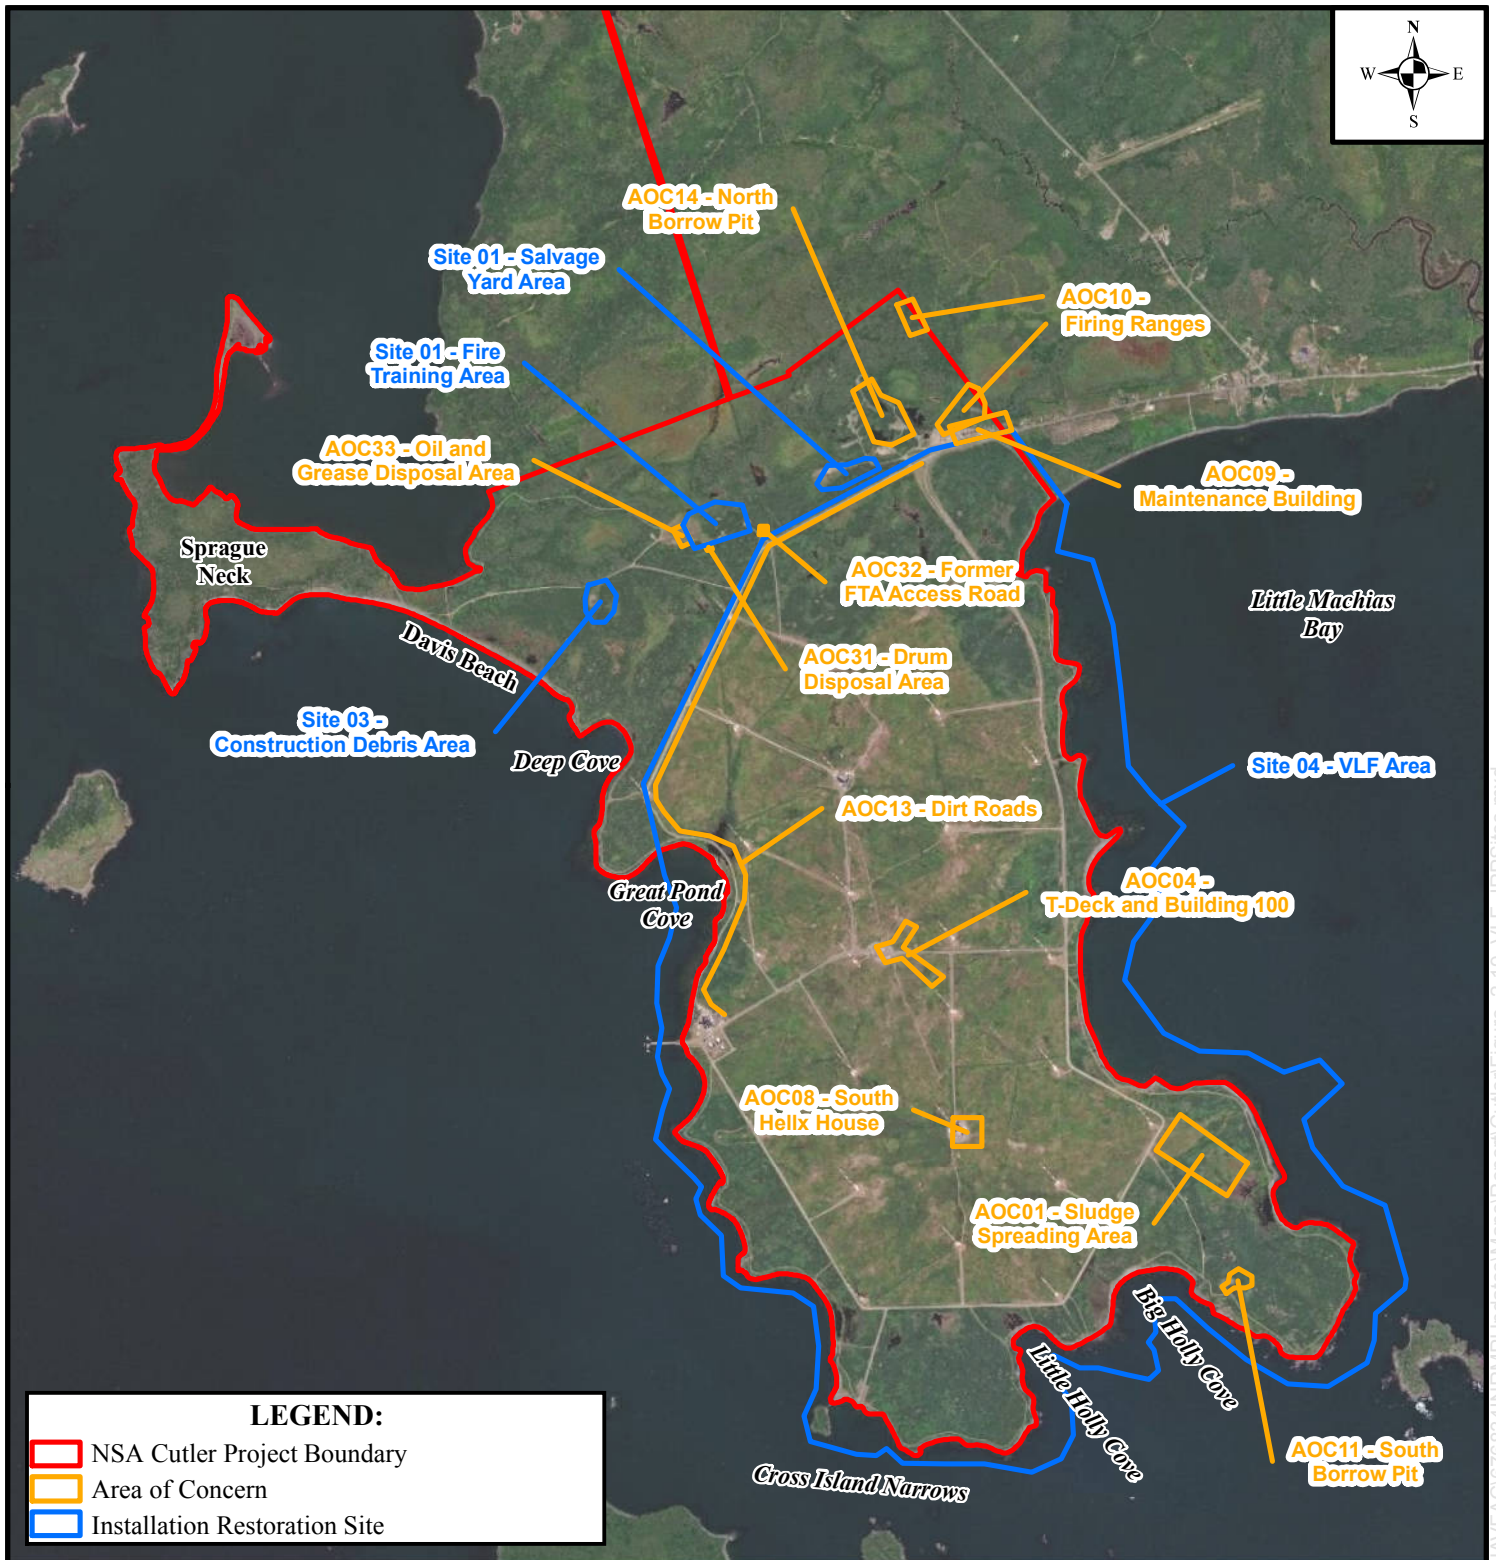 N
W E
S
AOC14 - North
Borrow Pit
Site 01 - Salvage
Yard Area
AOC10 -
Firing Ranges
Site 01 - Fire
Training Area
AOC33 - Oil and
Grease Disposal Area
AOC09 -
Maintenance Building
Sprague
Neck
AOC32 - Former
FTA Access Road
Little Machias
Bay
Davis Beach
AOC31 - Drum
Disposal Area
Site 03 -
Construction Debris Area
Deep Cove
Site 04 - VLF Area
AOC13 - Dirt Roads
Great Pond
Cove
AOC04 -
T-Deck and Building 100
AOC08 - South
Hellx House
AOC01 - Sludge
Spreading Area
Big Holly Cove
Little Holly Cove
AOC11 - South
Borrow Pit
Cross Island Narrows
LEGEND:
NSA Cutler Project Boundary
Area of Concern
Installation Restoration Site